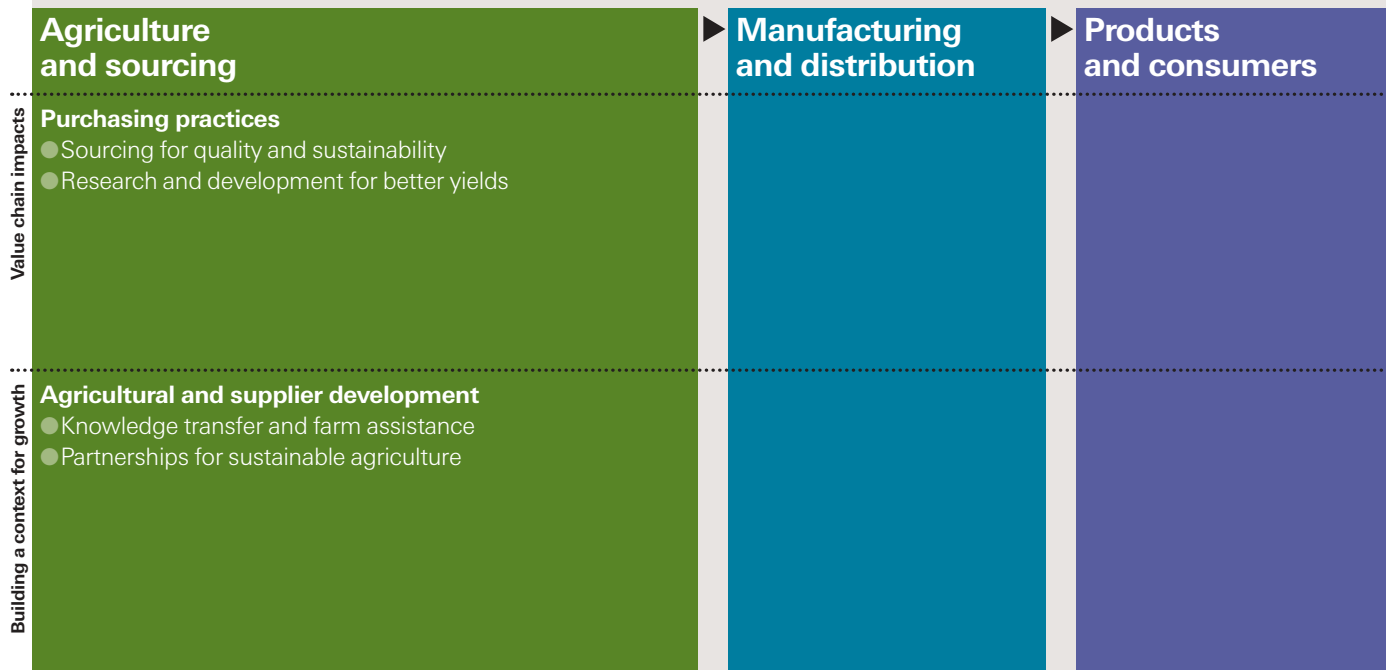 Agriculture
and sourcing
Manufacturing
and distribution
Products
and consumers
Value chain impacts
Purchasing practices
Sourcing for quality and sustainability
Research and development for better yields
Building a context for growth
Agricultural and supplier development
Knowledge transfer and farm assistance
Partnerships for sustainable agriculture